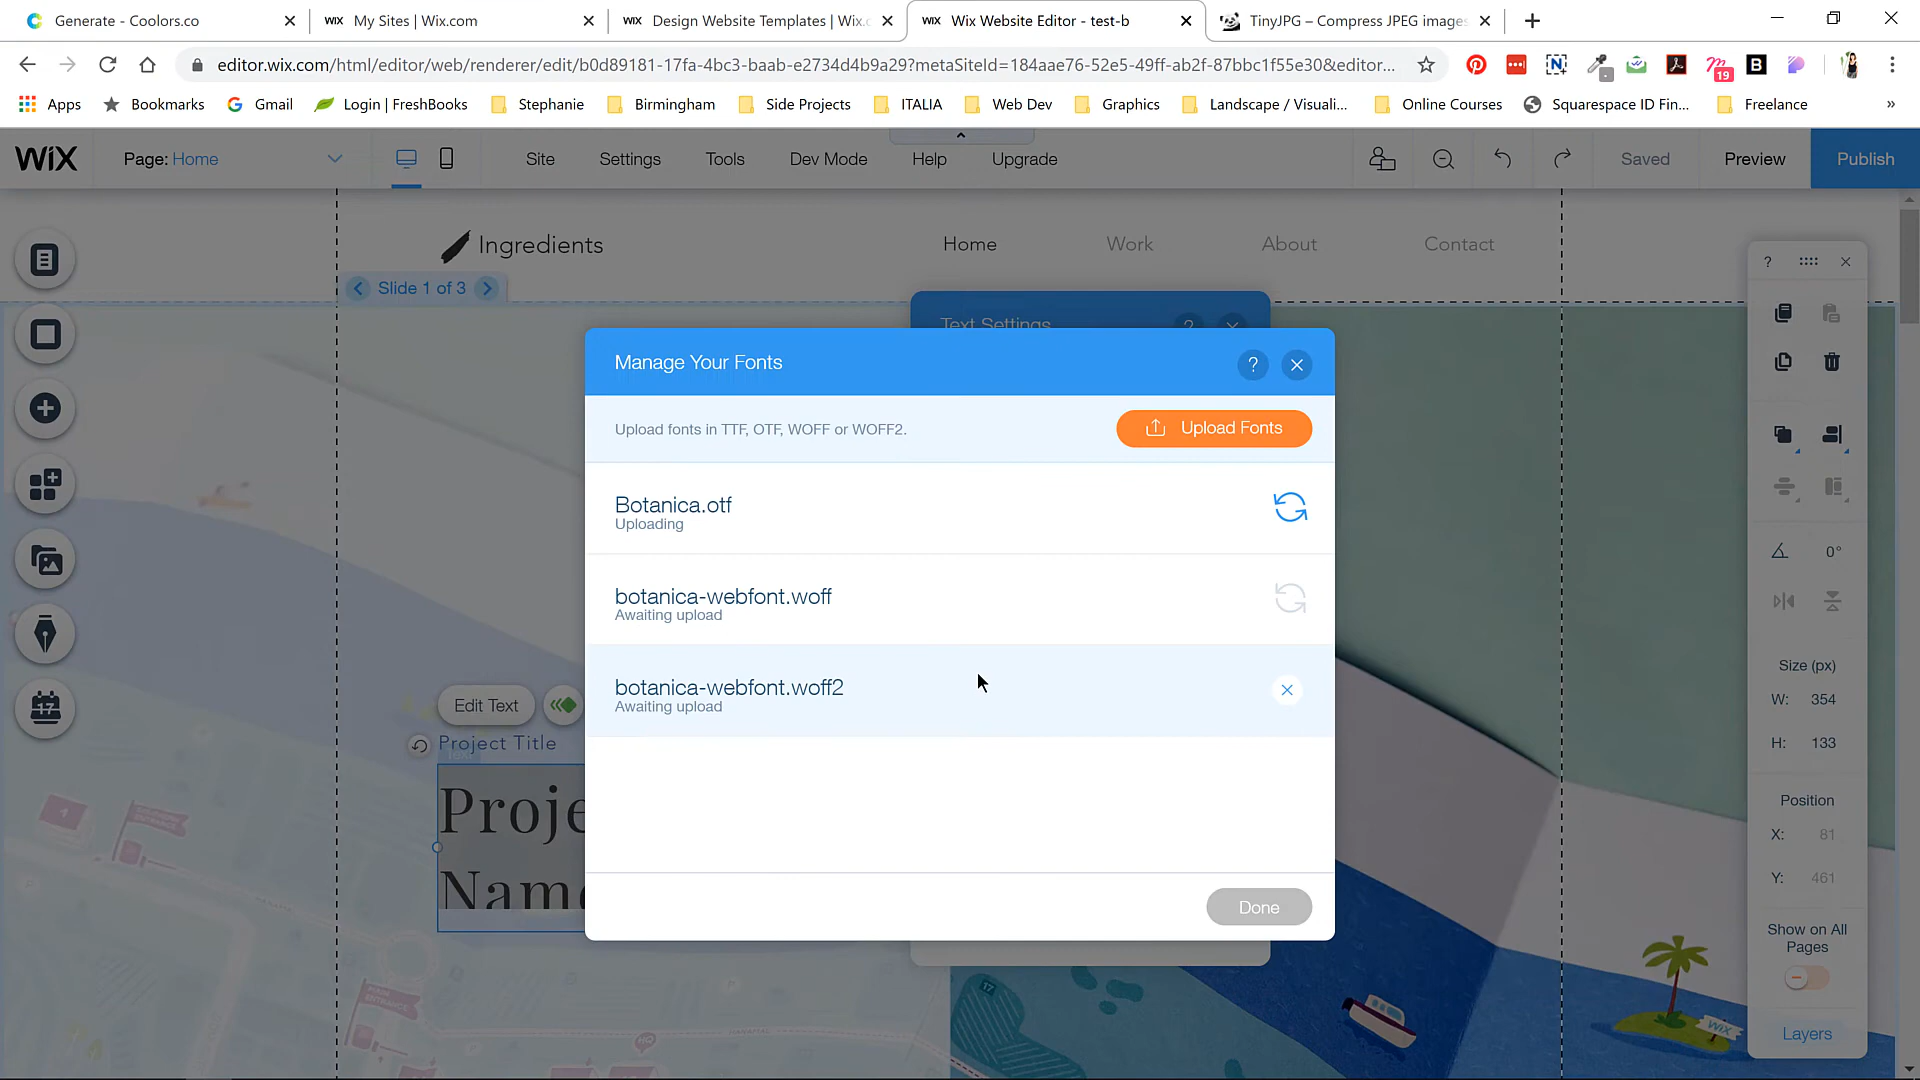 Generate - Coolors.co
My Sites | Wix.com
Design Website Templates | Wix.c
Wix Website Editor - test-b
TinyJPG – Compress JPEG images
editor.wix.com/html/editor/web/renderer/edit/b0d89181-17fa-4bc3-baab-e2734d4b9a29?metaSiteId=184aae76-52e5-49ff-ab2f-87bbc1f55e30&editor...
19
Apps
Bookmarks
Gmail
Login | FreshBooks
Stephanie
Birmingham
Side Projects
ITALIA
Web Dev
Graphics
Landscape / Visuali...
Online Courses
Squarespace ID Fin...
Freelance
»
WiX
Page: Home
Site
Settings
Tools
Dev Mode
Help
Upgrade
Saved
Preview
Publish
Ingredients
Home
Work
About
Contact
Slide 1 of 3
Text Settings
Manage Your Fonts
Upload fonts in TTF, OTF, WOFF or WOFF2.
Upload Fonts
Botanica.otf
Uploading
botanica-webfont.woff
Awaiting upload
botanica-webfont.woff2
Awaiting upload
Done
Edit Text
Project Title
Text
Proje
Name
17
Size (px)
W: 354
H: 133
0°
Position
X: 81
Y: 461
Show on All
Pages
Layers
17
WiX